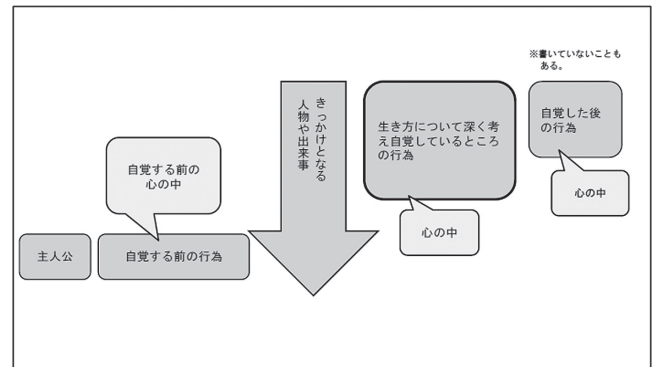 ※書いていないことも
ある。
きっかけとなる
人物や出来事
生き方について深く考
え自覚しているところ
の行為
自覚した後
の行為
自覚する前の
心の中
心の中
心の中
主人公
自覚する前の行為